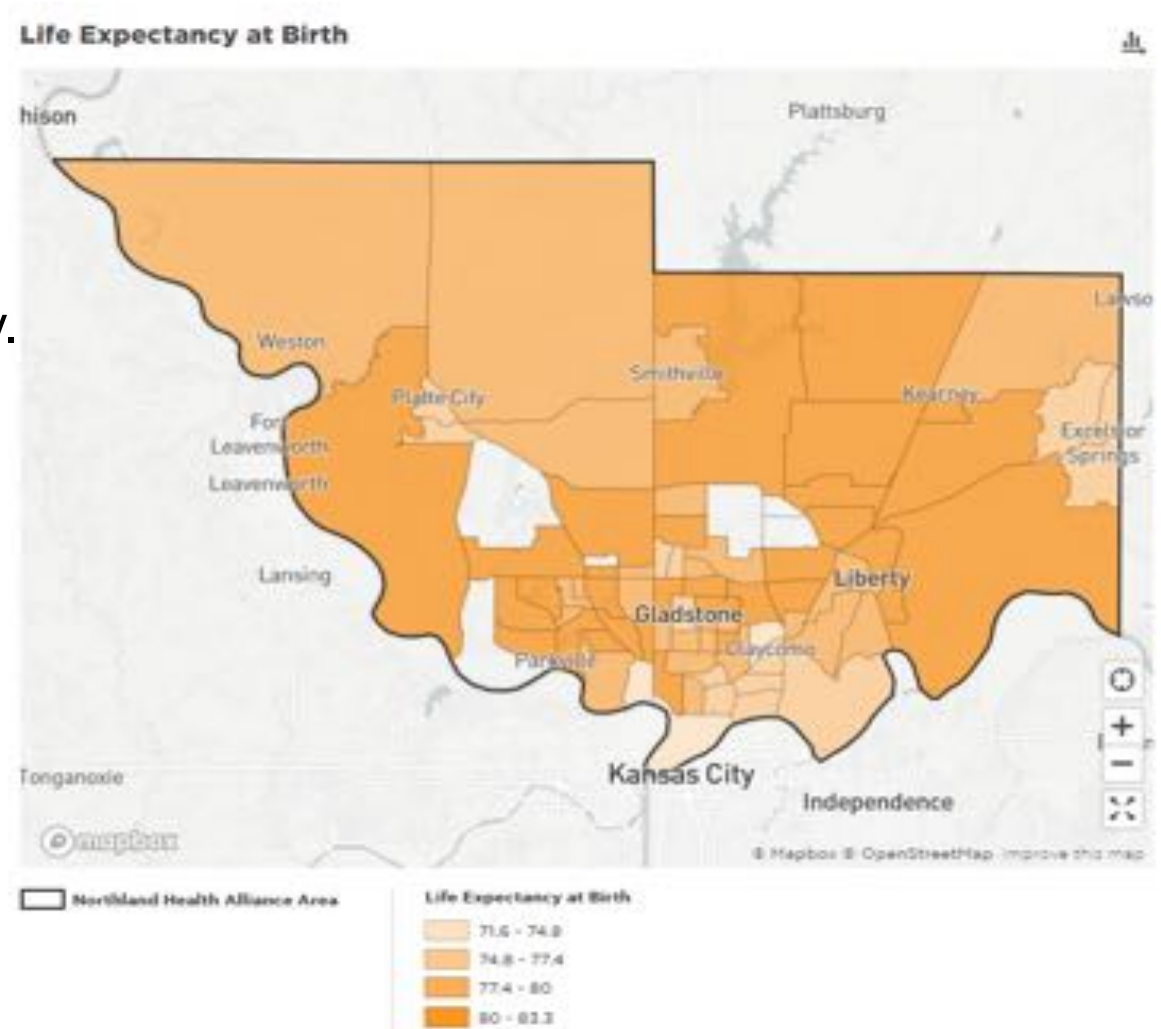 Life Expectancy at Birth
hison
Plattsburg
Lawso
y.
Weston
Smithville
Platte City
Kearney
Fort
Leavenworth
Excelsior
Springs
Leavenworth
Lansing
Liberty
Gladstone
Parkville
Claycomo
Kansas City
Tonganoxie
Independence
mapbox
© Mapbox © OpenStreetMap Improve this map
Northland Health Alliance Area
Life Expectancy at Birth
71.6 - 74.8
74.8 - 77.4
77.4 - 80
80 - 83.3